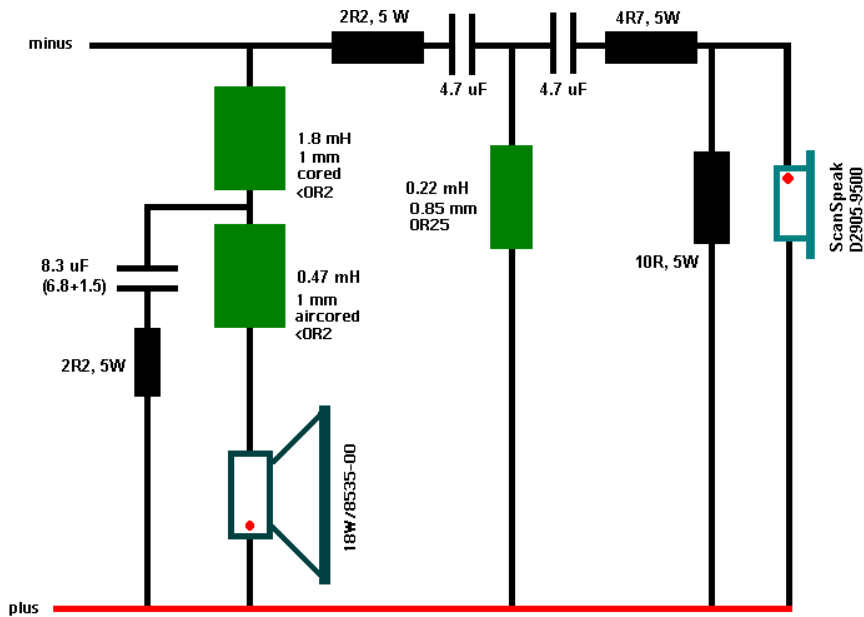 2R2, 5 W
4R7, 5W
minus
4.7 uF
4.7 uF
1.8 mH
1 mm
cored
<0R2
0.22 mH
0.85 mm
0R25
ScanSpeak
D2905-9500
8.3 uF
(6.8+1.5)
0.47 mH
1 mm
aircored
<0R2
10R, 5W
2R2, 5W
18W/8535-00
plus